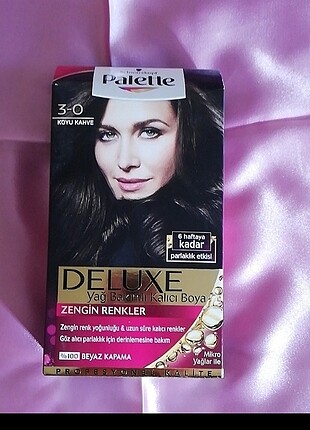 Palette
3-0
KOYU KAHVE
6 haftaya
kadar
parlaklık etkisi
DELUXE
Yağ Bakımlı Kalıcı Boya
ZENGİN RENKLER
Zengin renk yoğunluğu & uzun süre kalıcı renkler
Göz alıcı parlaklık için derinlemesine bakım
%100 BEYAZ KAPAMA
Mikro
Yağlar ile
PROFESYONEL KALİTE